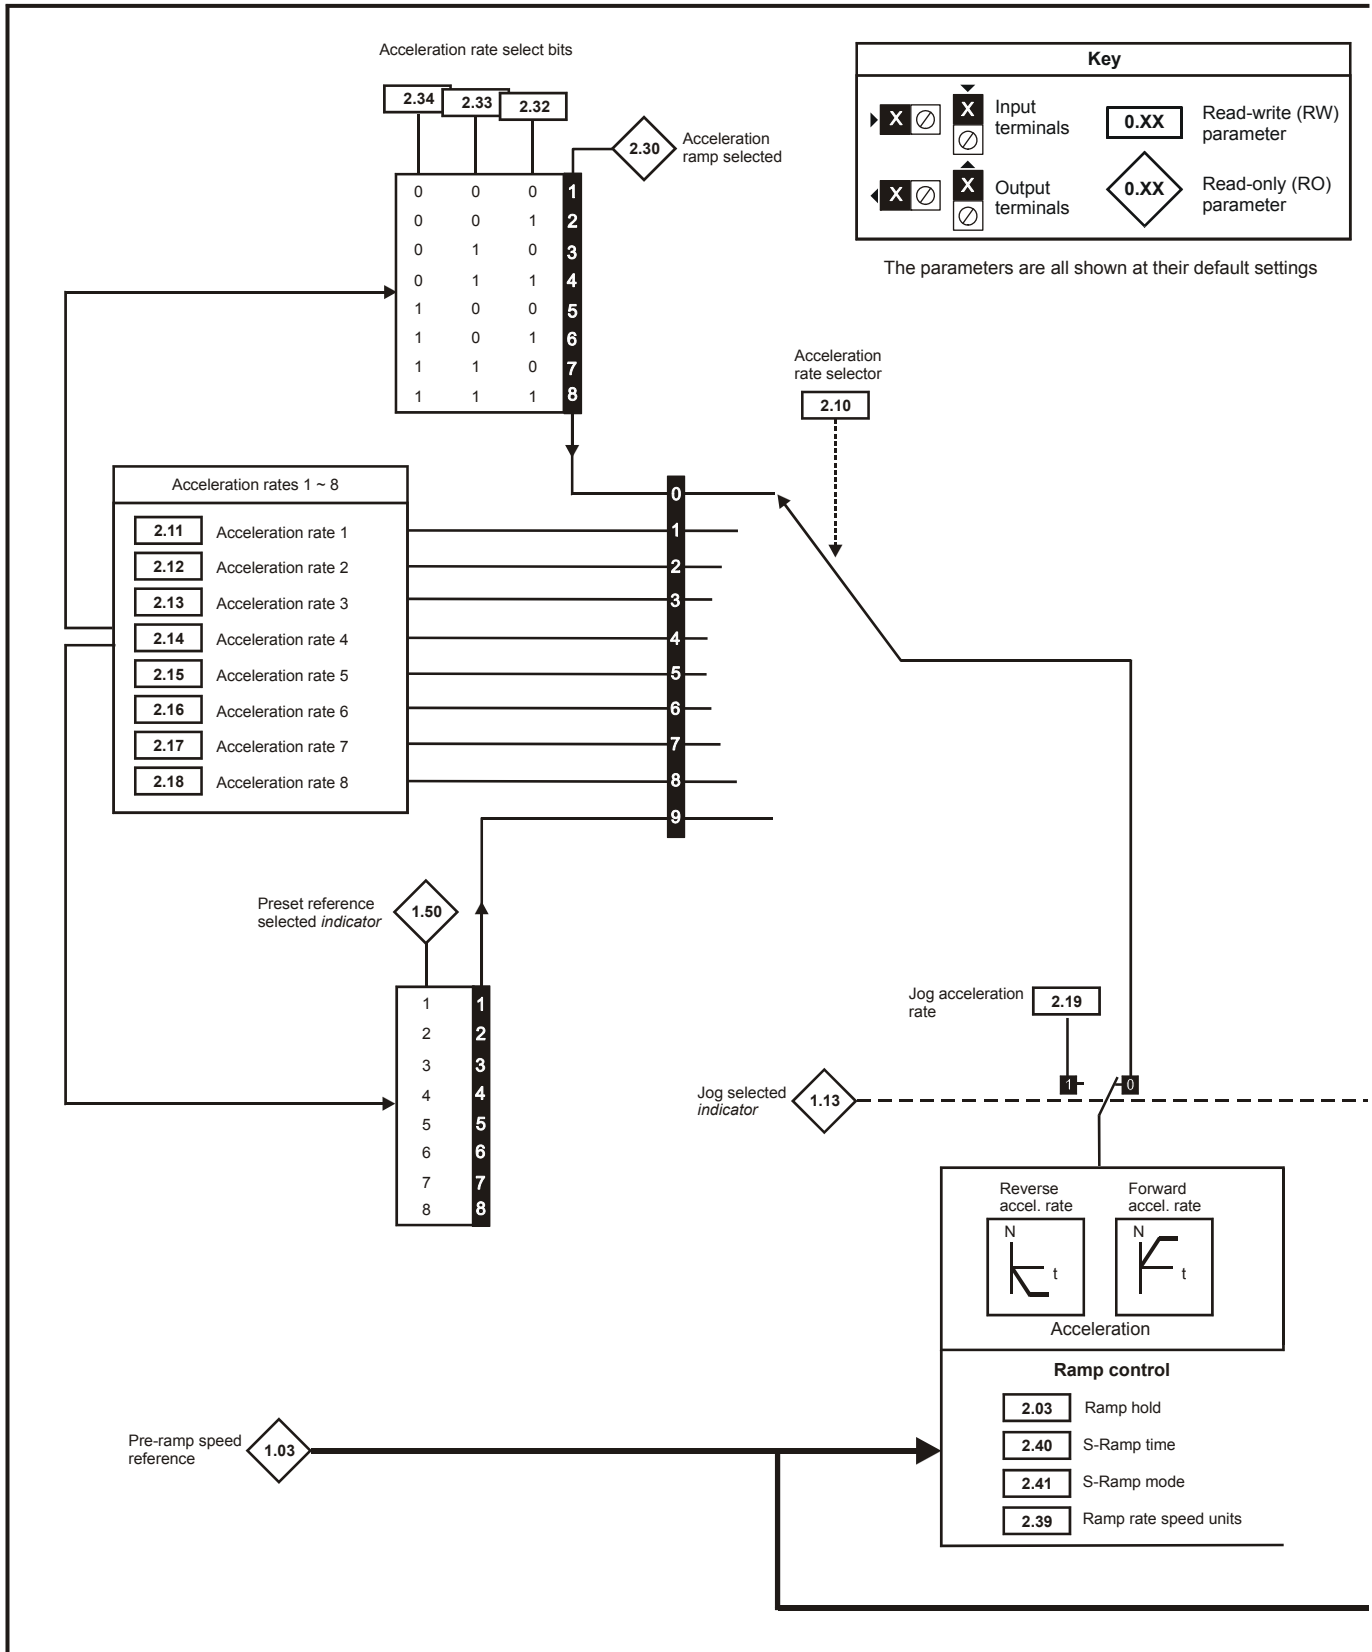 Acceleration rate select bits
2.34 2.33 2.32
2.30
Acceleration
ramp selected
0 0 0 1
0 0 1 2
0 1 0 3
0 1 1 4
1 0 0 5
1 0 1 6
1 1 0 7
1 1 1 8
Key
X
X
Input
terminals
0.XX
Read-write (RW)
parameter
X
X
Output
terminals
0.XX
Read-only (RO)
parameter
The parameters are all shown at their default settings
Acceleration
rate selector
2.10
Acceleration rates 1 ~ 8
2.11 Acceleration rate 1
2.12 Acceleration rate 2
2.13 Acceleration rate 3
2.14 Acceleration rate 4
2.15 Acceleration rate 5
2.16 Acceleration rate 6
2.17 Acceleration rate 7
2.18 Acceleration rate 8
0
1
2
3
4
5
6
7
8
9
Preset reference
selected indicator
1.50
1 1
2 2
3 3
4 4
5 5
6 6
7 7
8 8
Jog acceleration
rate
2.19
1 0
Jog selected
indicator
1.13
Reverse
accel. rate
N
t
Forward
accel. rate
N
t
Acceleration
Ramp control
2.03 Ramp hold
2.40 S-Ramp time
2.41 S-Ramp mode
2.39 Ramp rate speed units
Pre-ramp speed
reference
1.03